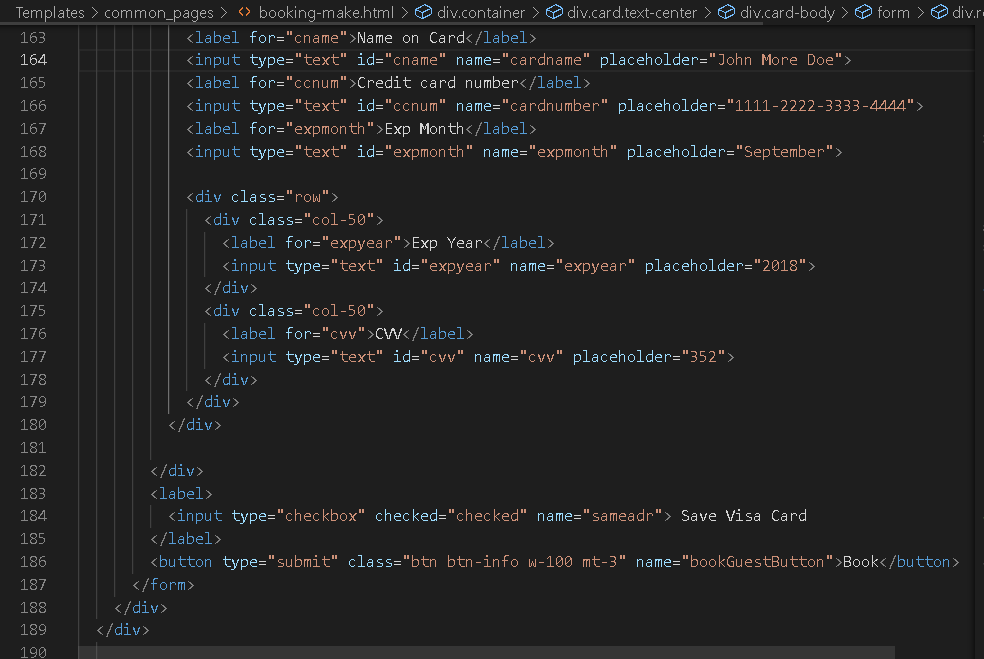 Templates > common_pages > <> booking-make.html > div.container > div.card.text-center > div.card-body > form > div.r
163 <label for="cname">Name on Card</label>
164 <input type="text" id="cname" name="cardname" placeholder="John More Doe">
165 <label for="ccnum">Credit card number</label>
166 <input type="text" id="ccnum" name="cardnumber" placeholder="1111-2222-3333-4444">
167 <label for="expmonth">Exp Month</label>
168 <input type="text" id="expmonth" name="expmonth" placeholder="September">
169
170 <div class="row">
171 <div class="col-50">
172 <label for="expyear">Exp Year</label>
173 <input type="text" id="expyear" name="expyear" placeholder="2018">
174 </div>
175 <div class="col-50">
176 <label for="cvv">CVV</label>
177 <input type="text" id="cvv" name="cvv" placeholder="352">
178 </div>
179 </div>
180 </div>
181
182 </div>
183 <label>
184 <input type="checkbox" checked="checked" name="sameadr"> Save Visa Card
185 </label>
186 <button type="submit" class="btn btn-info w-100 mt-3" name="bookGuestButton">Book</button>
187 </form>
188 </div>
189 </div>
190